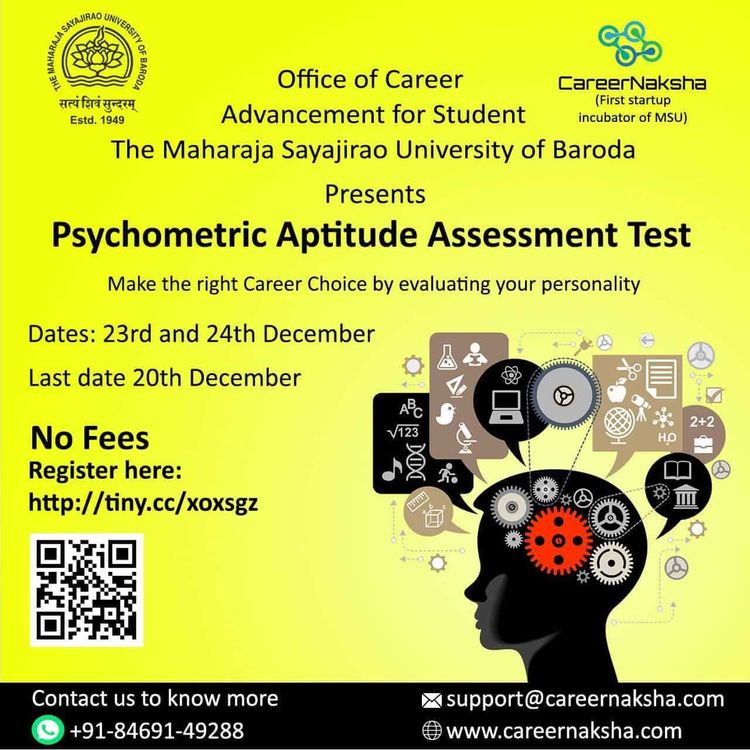 THE MAHARAJA SAYAJIRAO UNIVERSITY OF BARODA
सत्यं शिवं सुन्दरम्
Estd. 1949
CareerNaksha
(First startup
incubator of MSU)
Office of Career
Advancement for Student
The Maharaja Sayajirao University of Baroda
Presents
Psychometric Aptitude Assessment Test
Make the right Career Choice by evaluating your personality
Dates: 23rd and 24th December
Last date 20th December
No Fees
Register here:
http://tiny.cc/xoxsgz
ABC
√123
2+2
H₂O
Contact us to know more
+91-84691-49288
support@careernaksha.com
www.careernaksha.com